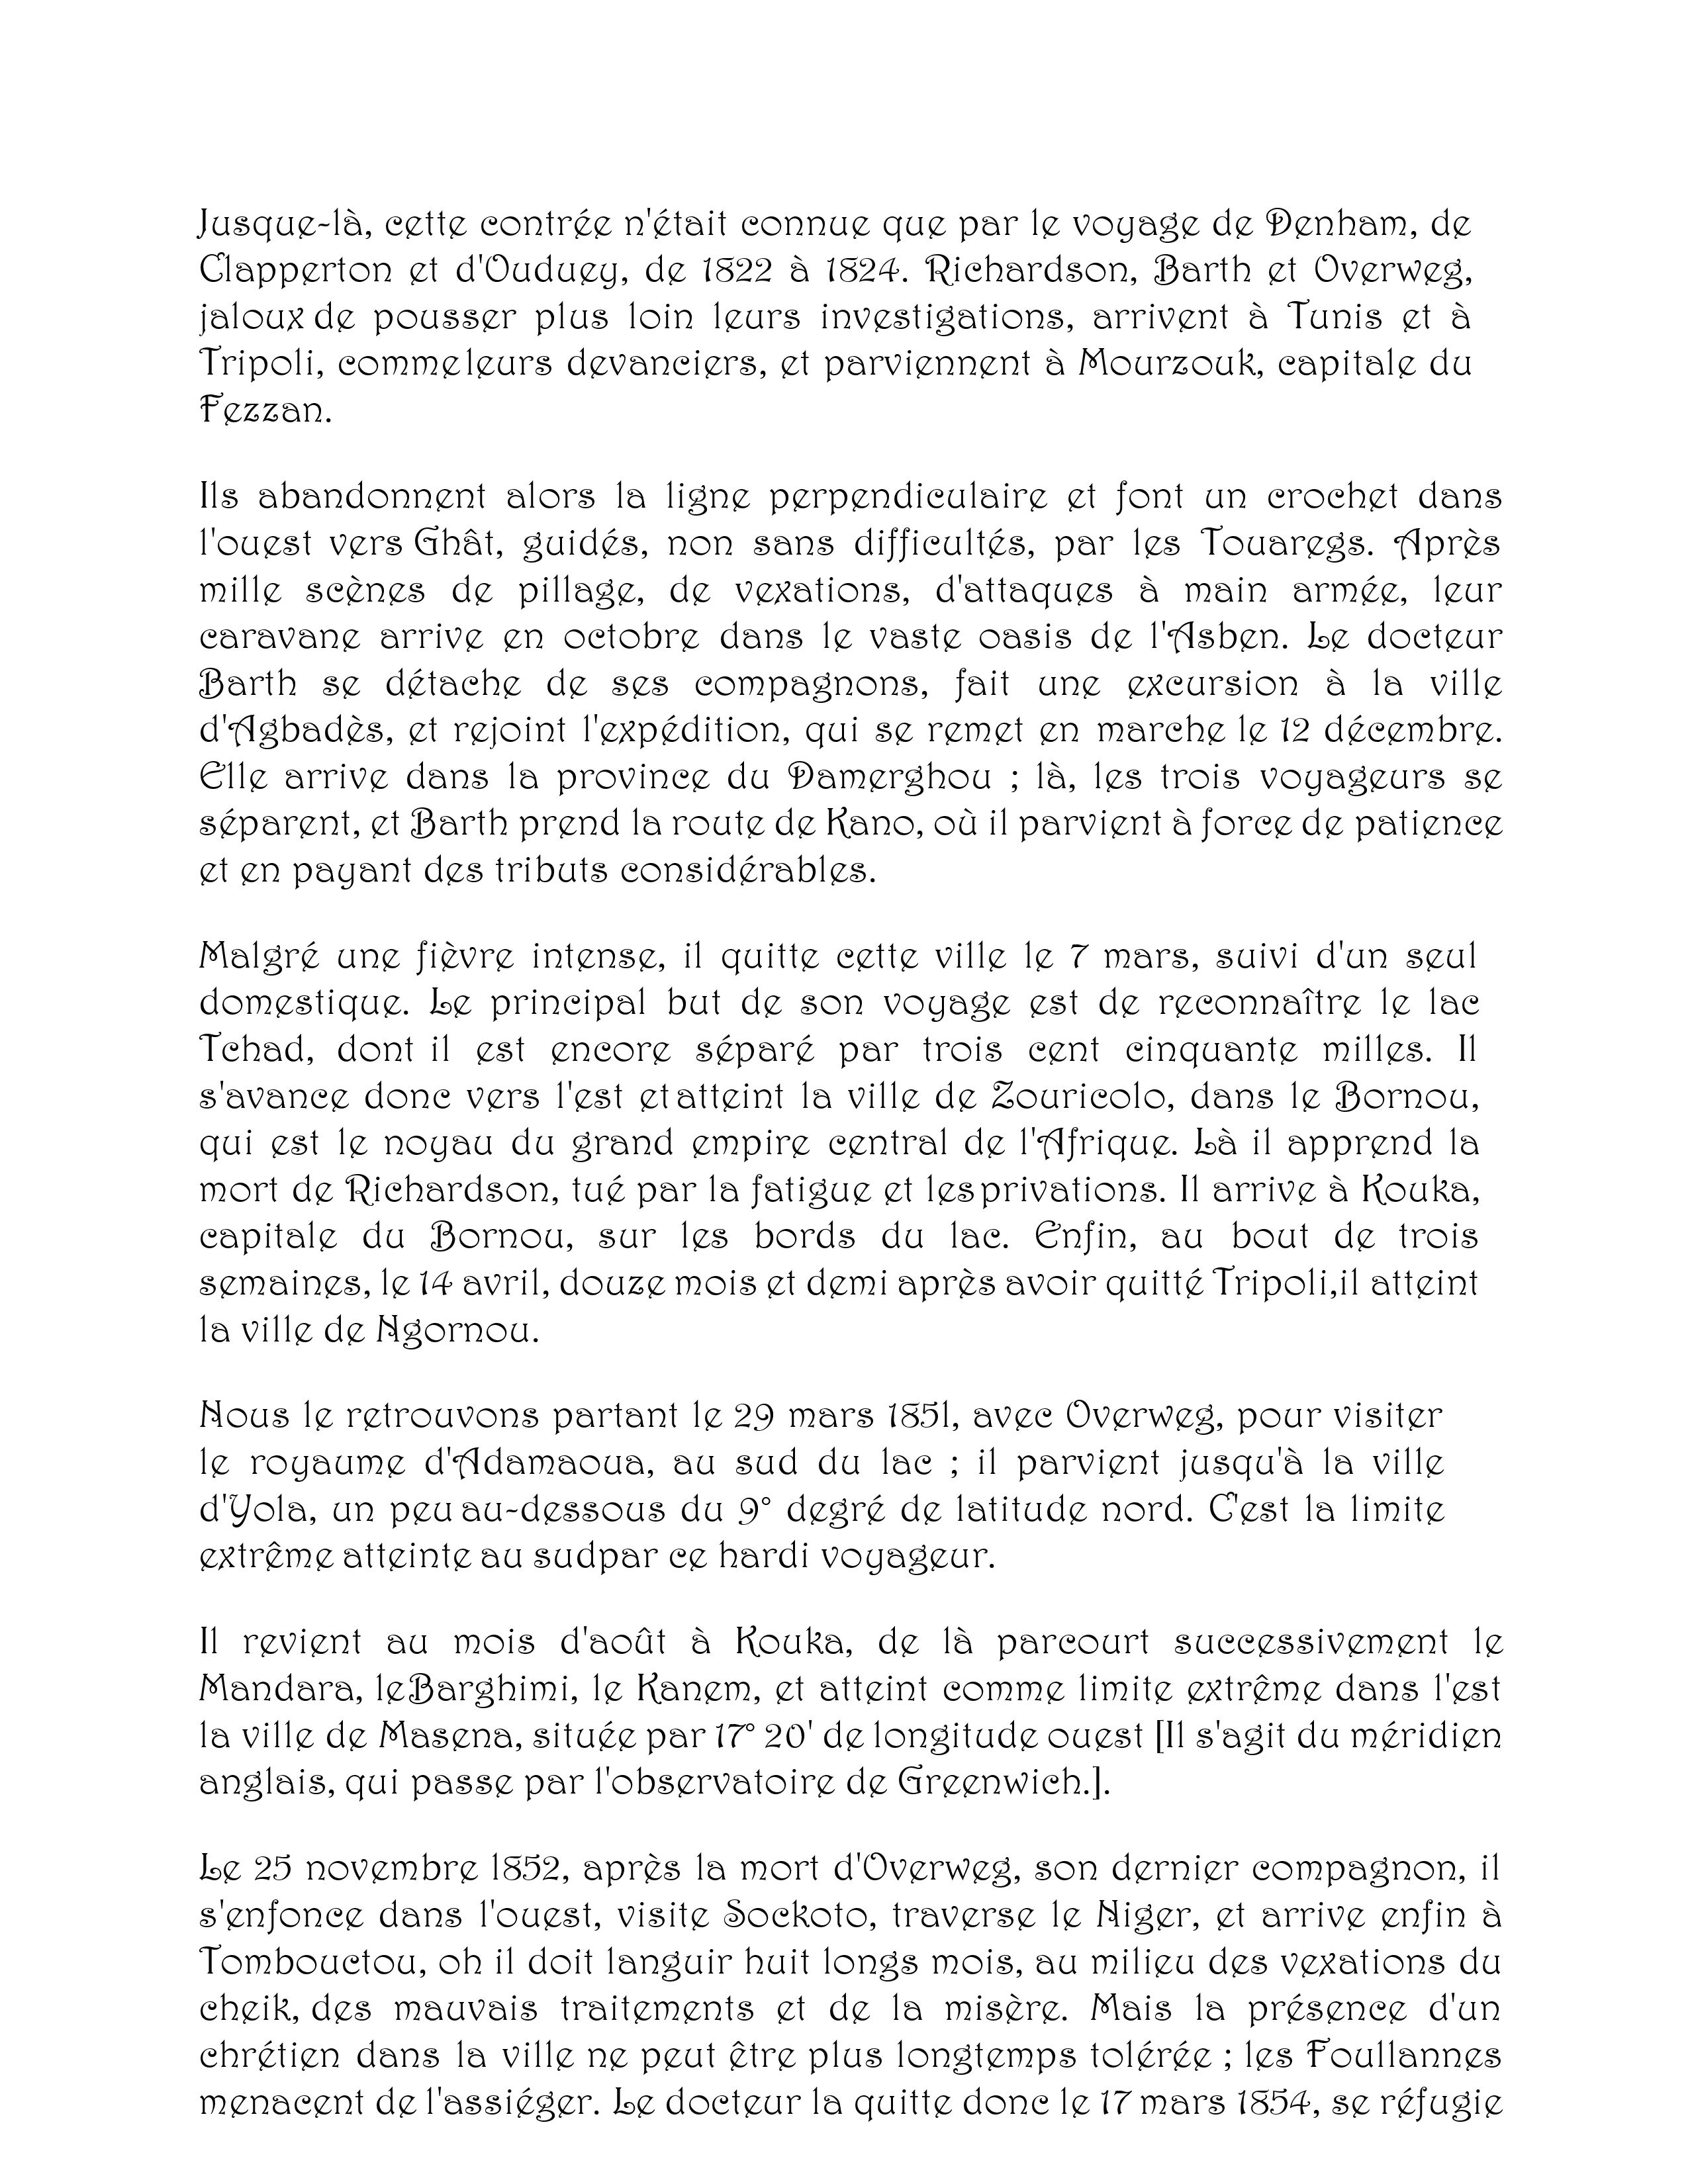 Jusque-là, cette contrée n'était connue que par le voyage de Denham, de
Clapperton et d'Ouduey, de 1822 à 1824. Richardson, Barth et Overweg,
jaloux de pousser plus loin leurs investigations, arrivent à Tunis et à
Tripoli, commeleurs devanciers, et parviennent à Mourzouk, capitale du
Fezzan.

Ils abandonnent alors la ligne perpendiculaire et font un crochet dans
l'ouest vers Ghât, guidés, non sans difficultés, par les Touaregs. Après
mille scènes de pillage, de vexations, d'attaques à main armée, leur
caravane arrive en octobre dans le vaste oasis de l'Asben. Le docteur
Barth se détache de ses compagnons, fait une excursion à la ville
d'Agbadès, et rejoint l'expédition, qui se remet en marche le 12 décembre.
Elle arrive dans la province du Damerghou ; là, les trois voyageurs se
séparent, et Barth prend la route de Kano, où il parvient à force de patience
et en payant des tributs considérables.

Malgré une fièvre intense, il quitte cette ville le 7 mars, suivi d'un seul
domestique. Le principal but de son voyage est de reconnaître le lac
Tchad, dont il est encore séparé par trois cent cinquante milles. Il
s'avance donc vers l'est etatteint la ville de Zouricolo, dans le Bornou,
qui est le noyau du grand empire central de l'Afrique. Là il apprend la
mort de Richardson, tué par la fatigue et lesprivations. Il arrive à Kouka,
capitale du Bornou, sur les bords du lac. Enfin, au bout de trois
semaines, le 14 avril, douze mois et demi après avoir quitté Tripoli,il atteint
la ville de Ngornou.

Nous le retrouvons partant le 29 mars 1851, avec Overweg, pour visiter
le royaume d'Adamaoua, au sud du lac ; il parvient jusqu'à la ville
d'Yola, un peu au-dessous du 9° degré de latitude nord. C'est la limite
extrême atteinte au sudpar ce hardi voyageur.

Il revient au mois d'août à Kouka, de là parcourt successivement le
Mandara, leBarghimi, le Kanem, et atteint comme limite extrême dans l'est
la ville de Masena, située par 17° 20' de longitude ouest [Il s'agit du méridien
anglais, qui passe par l'observatoire de Greenwich.].

Le 25 novembre 1852, après la mort d'Overweg, son dernier compagnon, il
s'enfonce dans l'ouest, visite Sockoto, traverse le Niger, et arrive enfin à
Tombouctou, oh il doit languir huit longs mois, au milieu des vexations du
cheik, des mauvais traitements et de la misère. Mais la présence d'un
chrétien dans la ville ne peut être plus longtemps tolérée ; les Foullannes
menacent de l'assiéger. Le docteur la quitte donc le 17 mars 1854, se réfugie